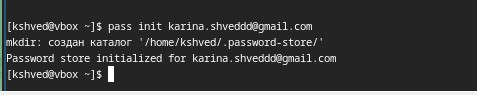 [kshved@vbox ~]$ pass init karina.shveddd@gmail.com
mkdir: создан каталог '/home/kshved/.password-store/'
Password store initialized for karina.shveddd@gmail.com
[kshved@vbox ~]$